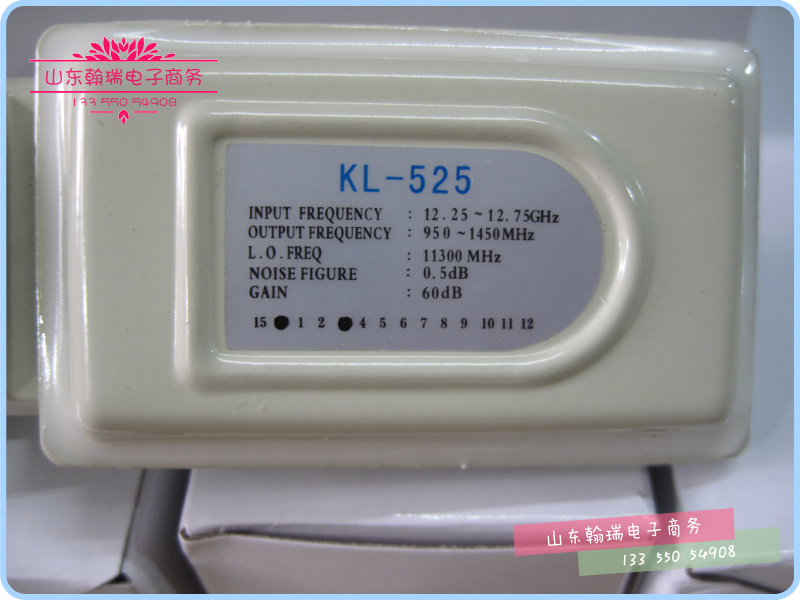 山东翰瑞电子商务
133 550 54908
KL-525
INPUT FREQUENCY : 12.25~12.75GHz
OUTPUT FREQUENCY : 950~1450MHz
L.O.FREQ : 11300 MHz
NOISE FIGURE : 0.5dB
GAIN : 60dB
15 1 2 4 5 6 7 8 9 10 11 12
山东翰瑞电子商务
133 550 54908